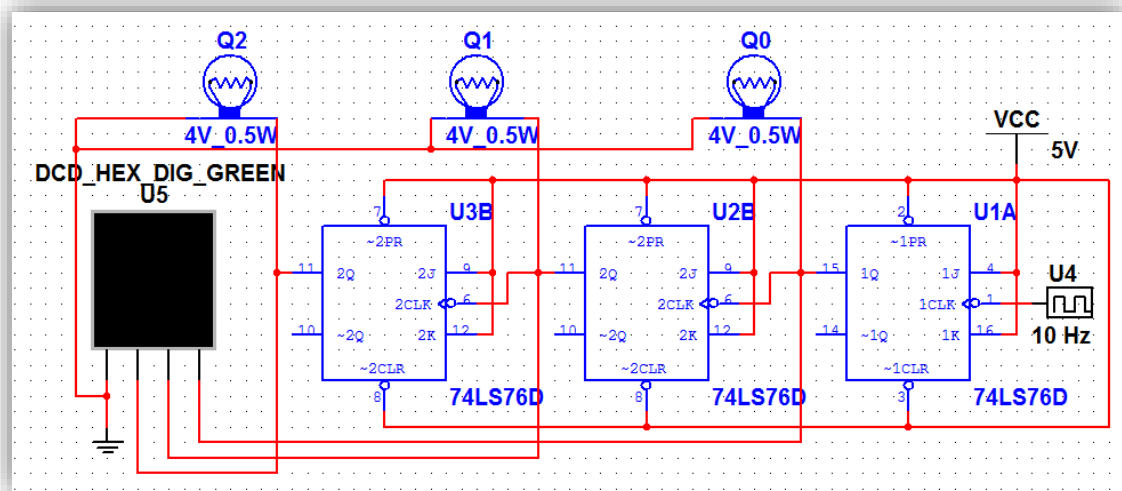 Q2 Q1 Q0
4V_0.5W 4V_0.5W 4V_0.5W
VCC
5V
DCD_HEX_DIG_GREEN
U5
7 U3B 7 U2B 2 U1A
~2PR ~2PR ~1PR
11 2Q 2J 9 11 2Q 2J 9 15 1Q 1J 4 U4
2CLK 6 2CLK 6 1CLK 1
10 ~2Q 2K 12 10 ~2Q 2K 12 14 ~1Q 1K 16 10 Hz
~2CLR ~2CLR ~1CLR
8 74LS76D 8 74LS76D 3 74LS76D